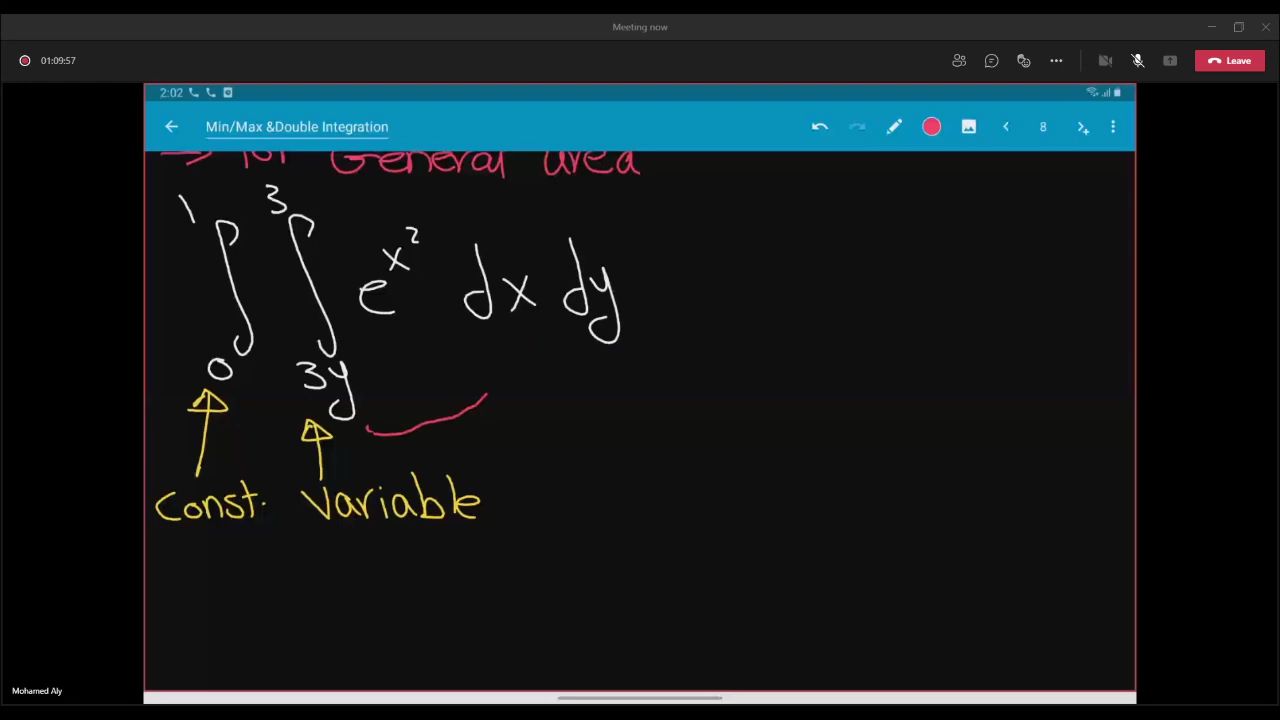 Meeting now
01:09:57
Leave
2:02
Min/Max &Double Integration
8
General area
1 3
∫ ∫ e^x² dx dy
0 3y
Const. Variable
Mohamed Aly